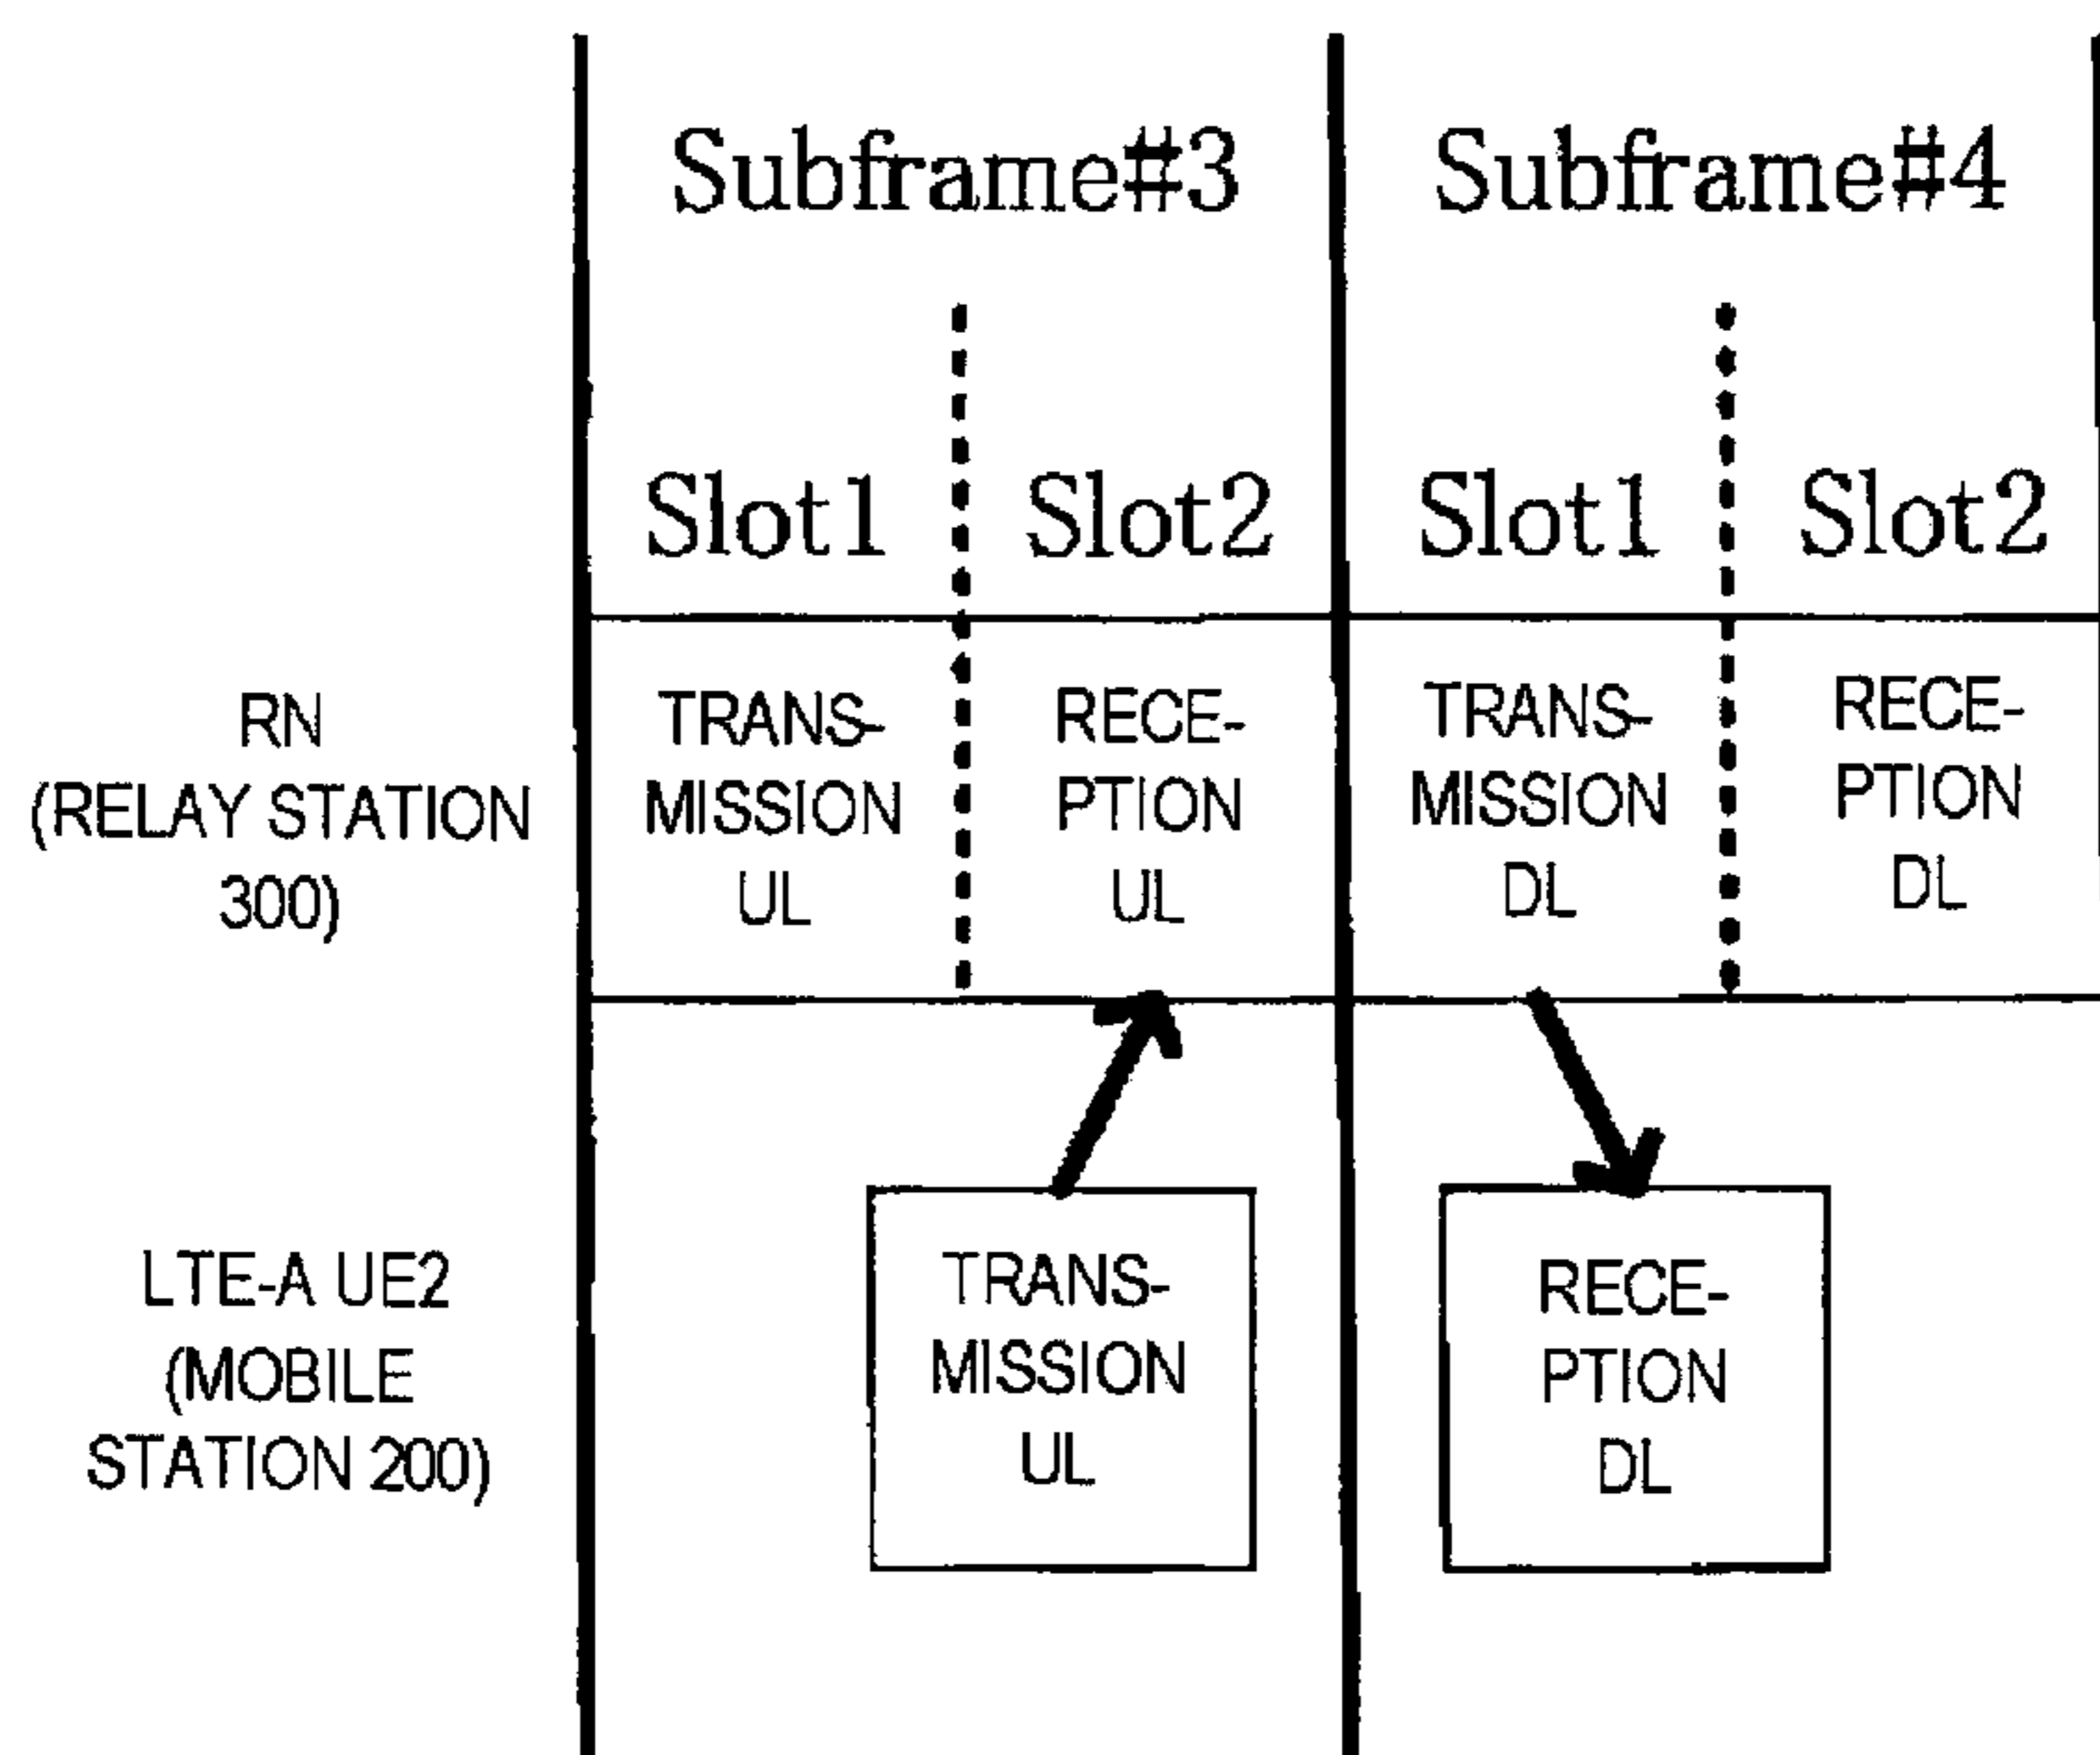 Subframe#3
Subframe#4
Slot1
Slot2
Slot1
Slot2
RN
(RELAY STATION
300)
TRANS-
MISSION
UL
RECE-
PTION
UL
TRANS-
MISSION
DL
RECE-
PTION
DL
LTE-A UE2
(MOBILE
STATION 200)
TRANS-
MISSION
UL
RECE-
PTION
DL